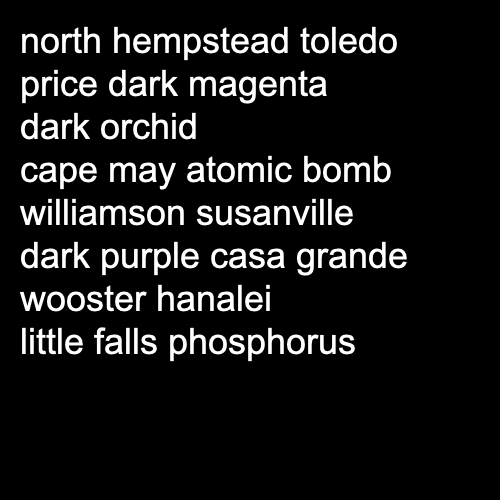 north hempstead toledo
price dark magenta
dark orchid
cape may atomic bomb
williamson susanville
dark purple casa grande
wooster hanalei
little falls phosphorus